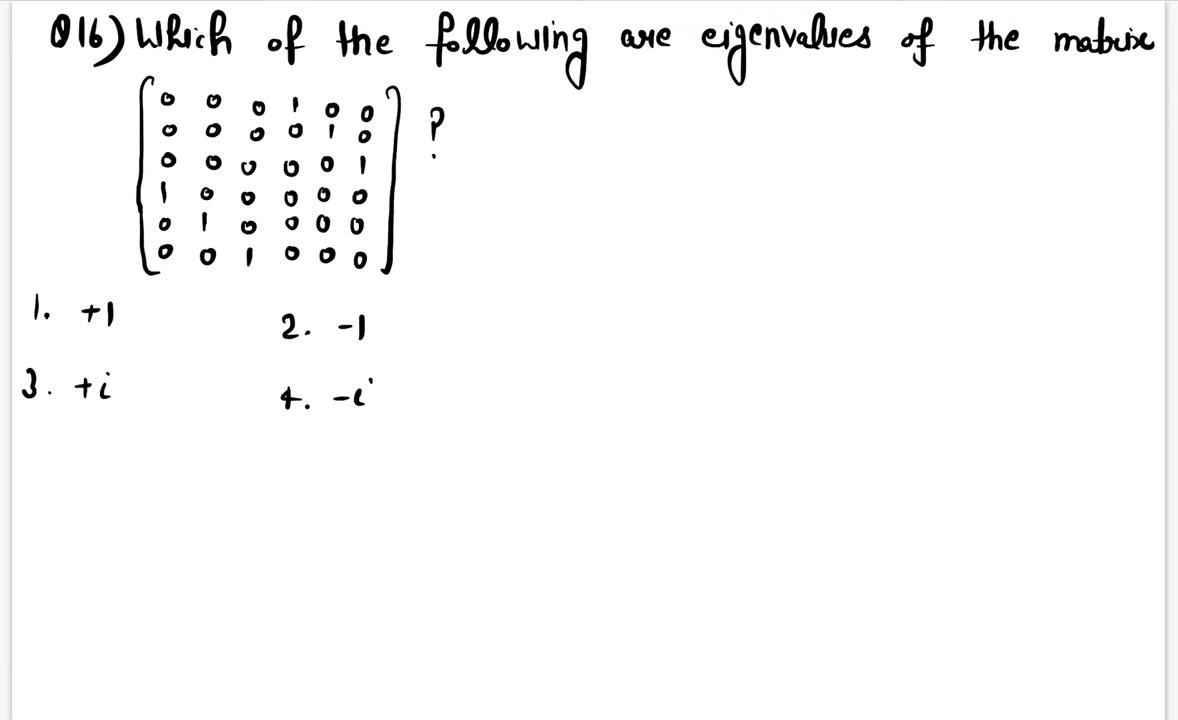 Q16) Which of the following are eigenvalues of the matrix
0 0 0 1 0 0
0 0 0 0 1 0
0 0 0 0 0 1 ?
1 0 0 0 0 0
0 1 0 0 0 0
0 0 1 0 0 0
1. +1 2. -1
3. +i 4. -i